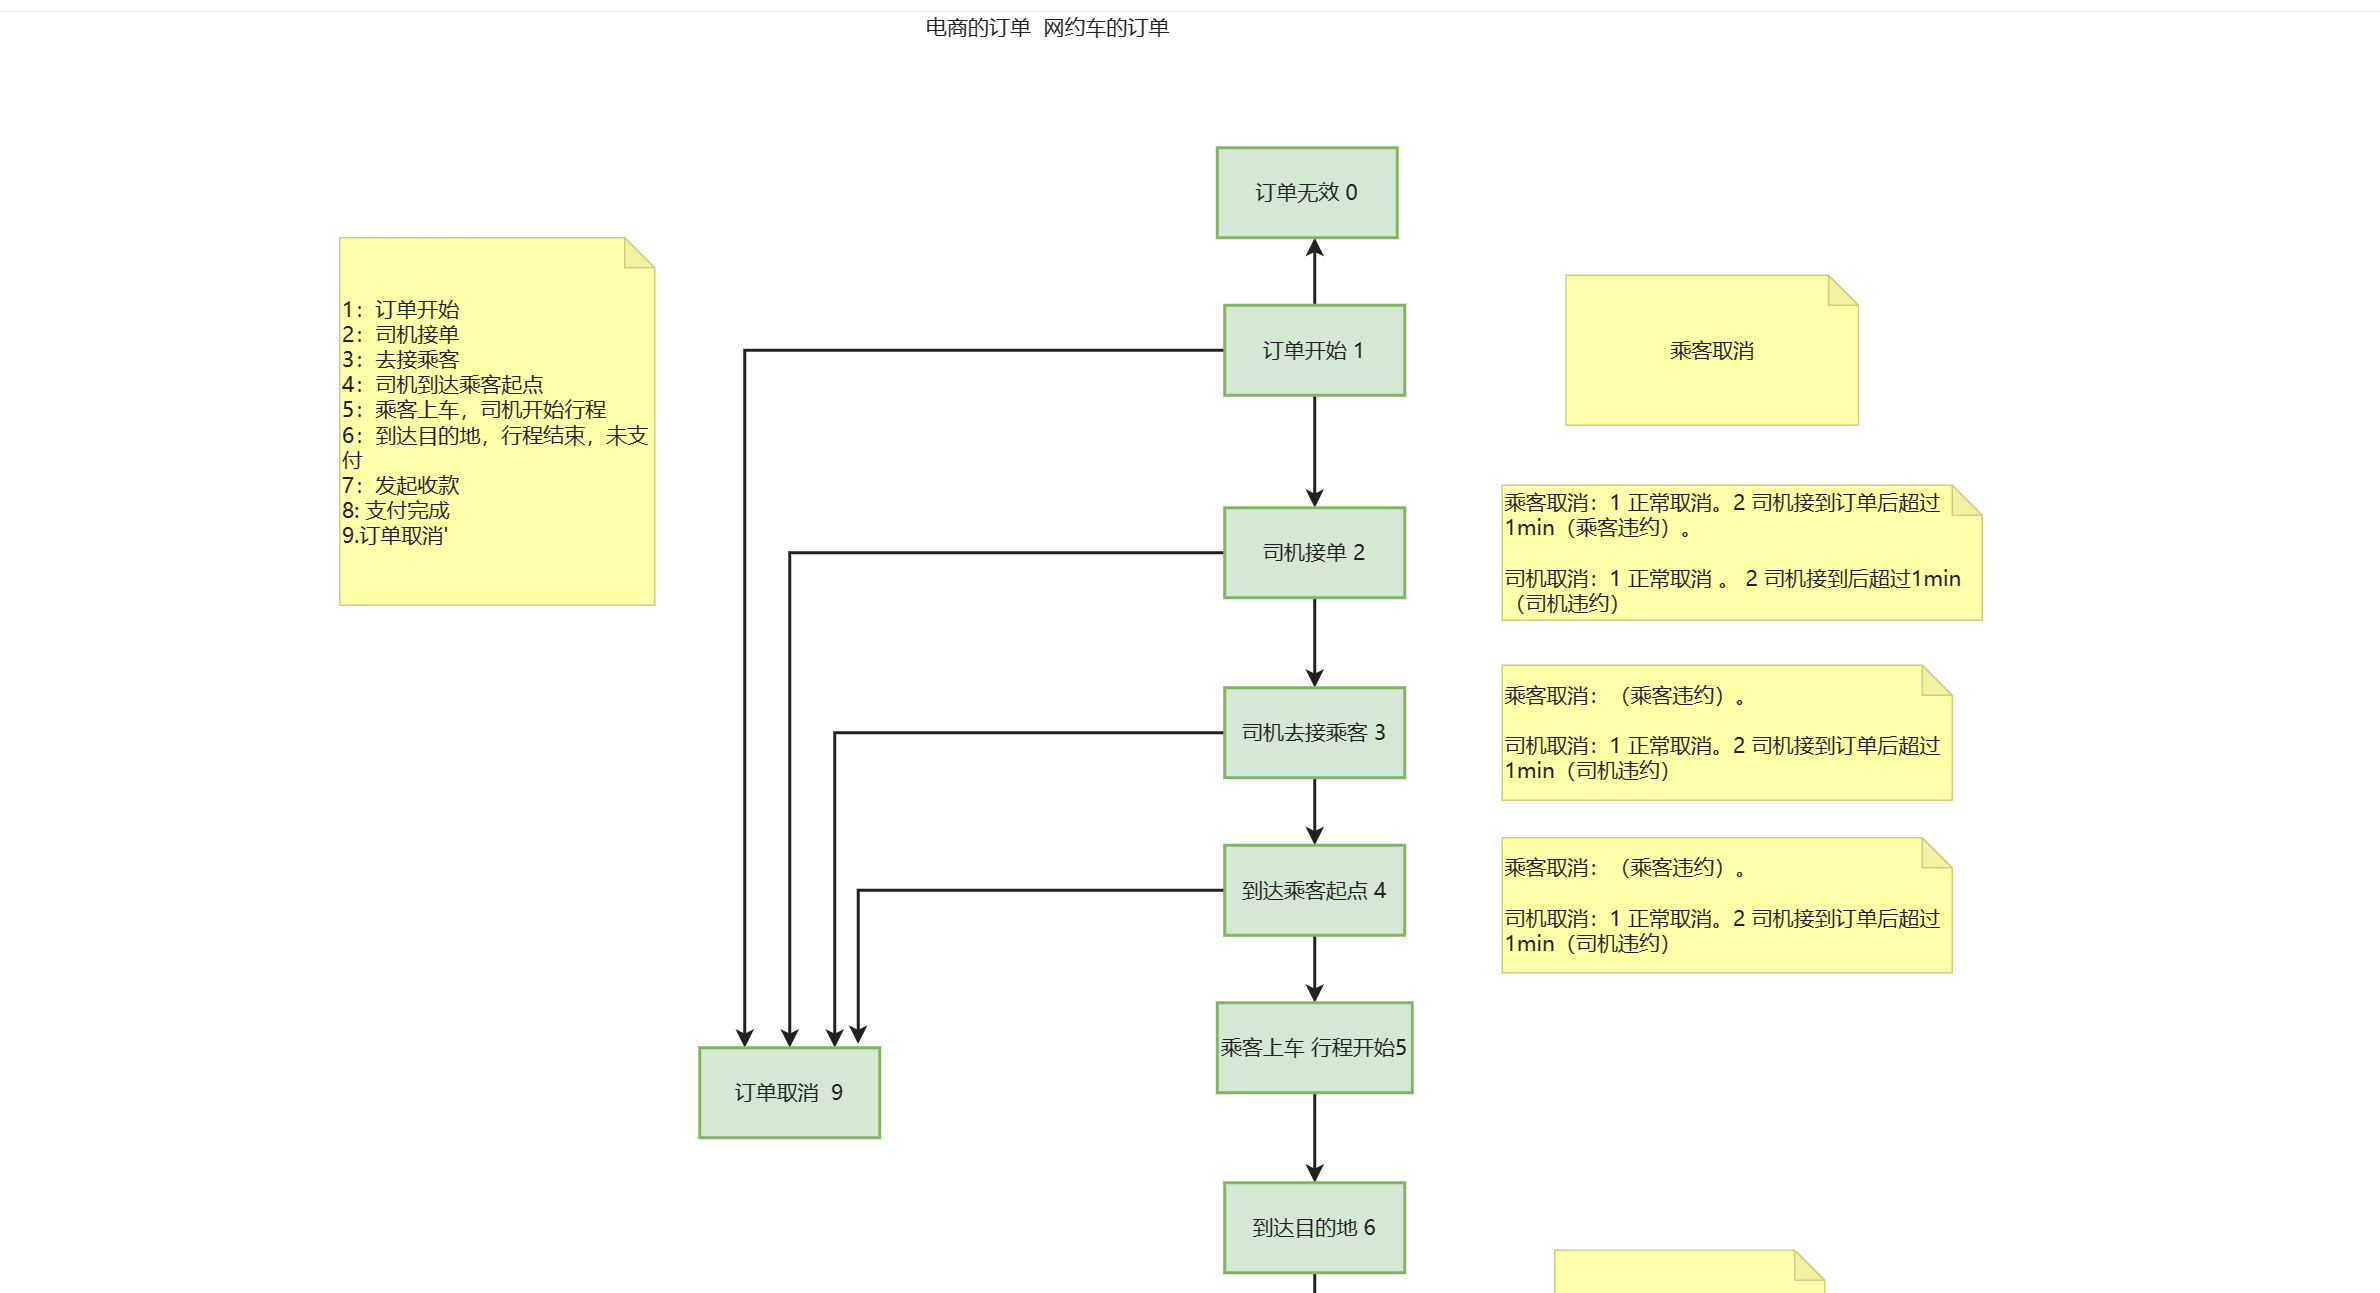 电商的订单  网约车的订单
订单无效 0
1：订单开始
2：司机接单
3：去接乘客
4：司机到达乘客起点
5：乘客上车，司机开始行程
6：到达目的地，行程结束，未支
付
7：发起收款
8: 支付完成
9.订单取消'
订单开始 1
乘客取消
司机接单 2
乘客取消：1 正常取消。2 司机接到订单后超过
1min（乘客违约）。
司机取消：1 正常取消 。 2 司机接到后超过1min
（司机违约）
司机去接乘客 3
乘客取消：（乘客违约）。
司机取消：1 正常取消。2 司机接到订单后超过
1min（司机违约）
到达乘客起点 4
乘客取消：（乘客违约）。
司机取消：1 正常取消。2 司机接到订单后超过
1min（司机违约）
乘客上车 行程开始5
订单取消  9
到达目的地 6